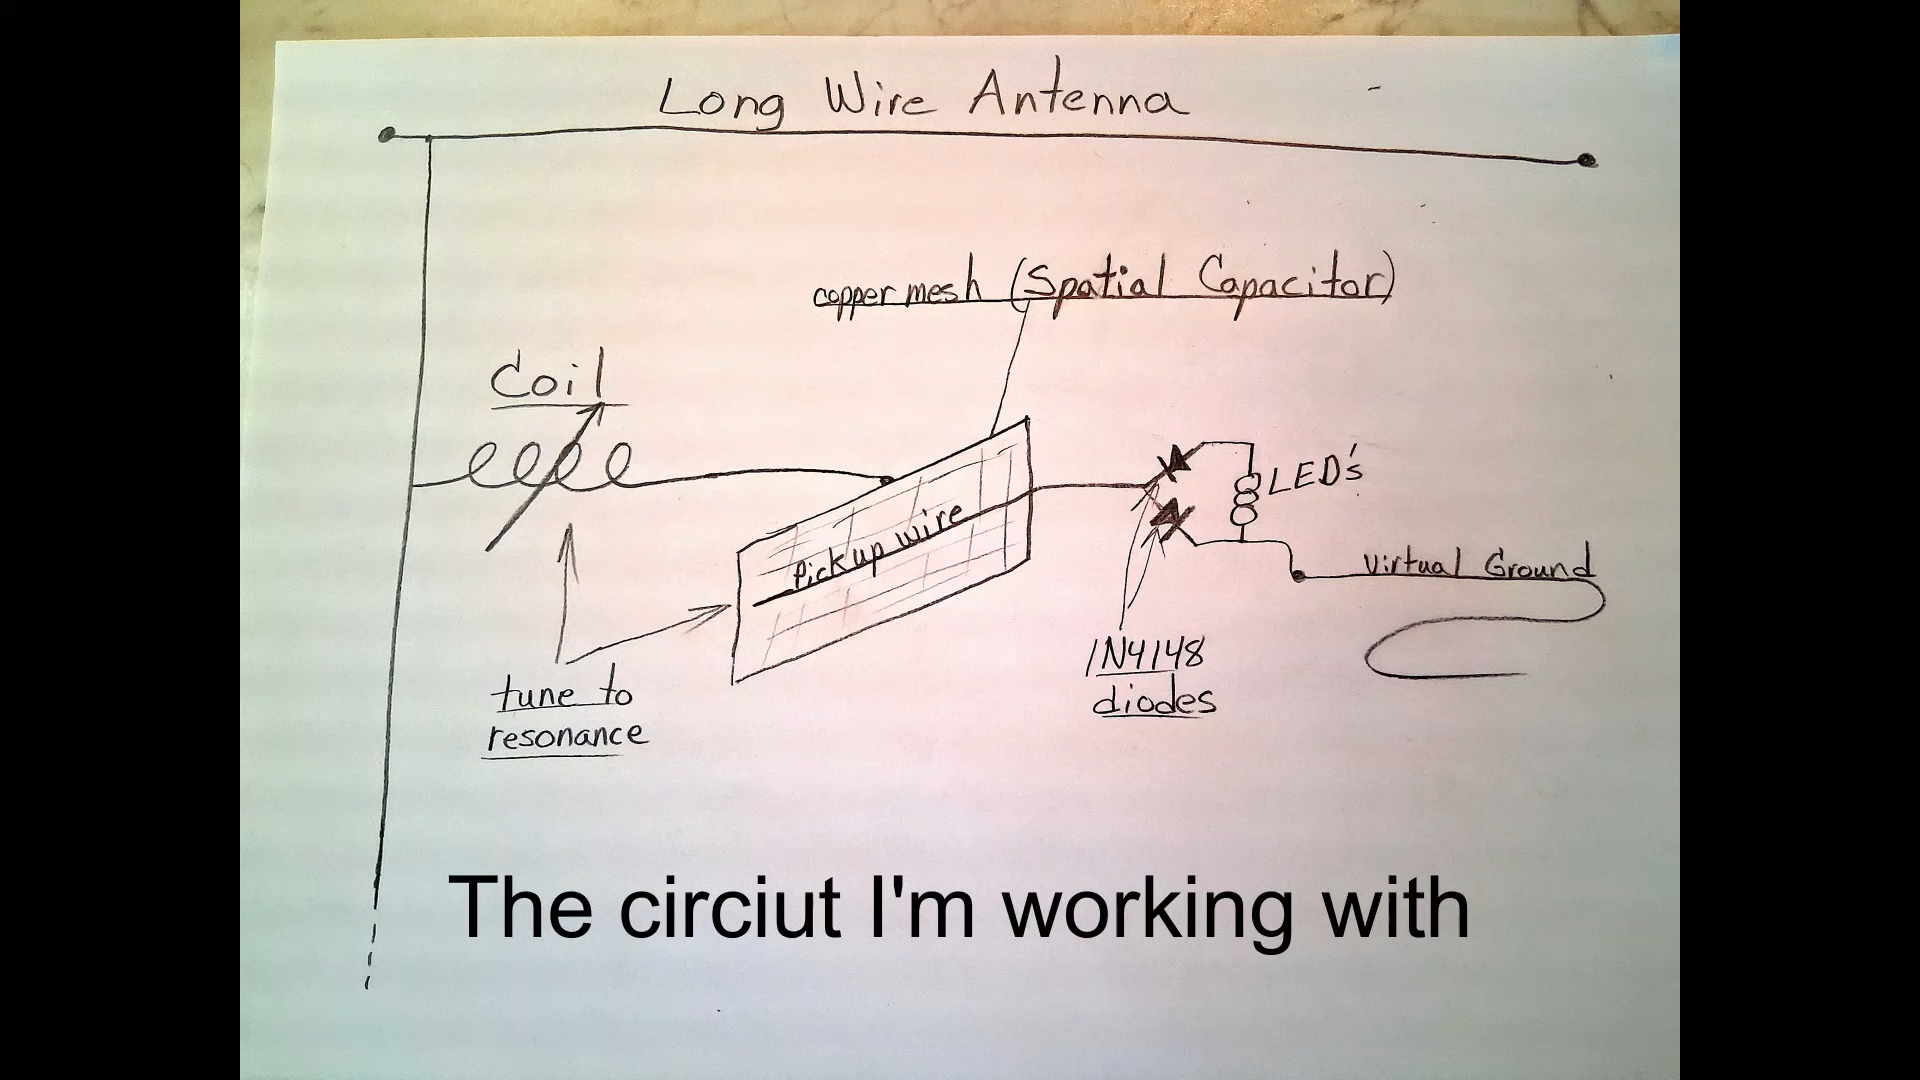 Long Wire Antenna
copper mesh (Spatial Capacitor)
Coil
LED's
Pickup wire
Virtual Ground
1N4148
diodes
tune to
resonance
The circiut I'm working with